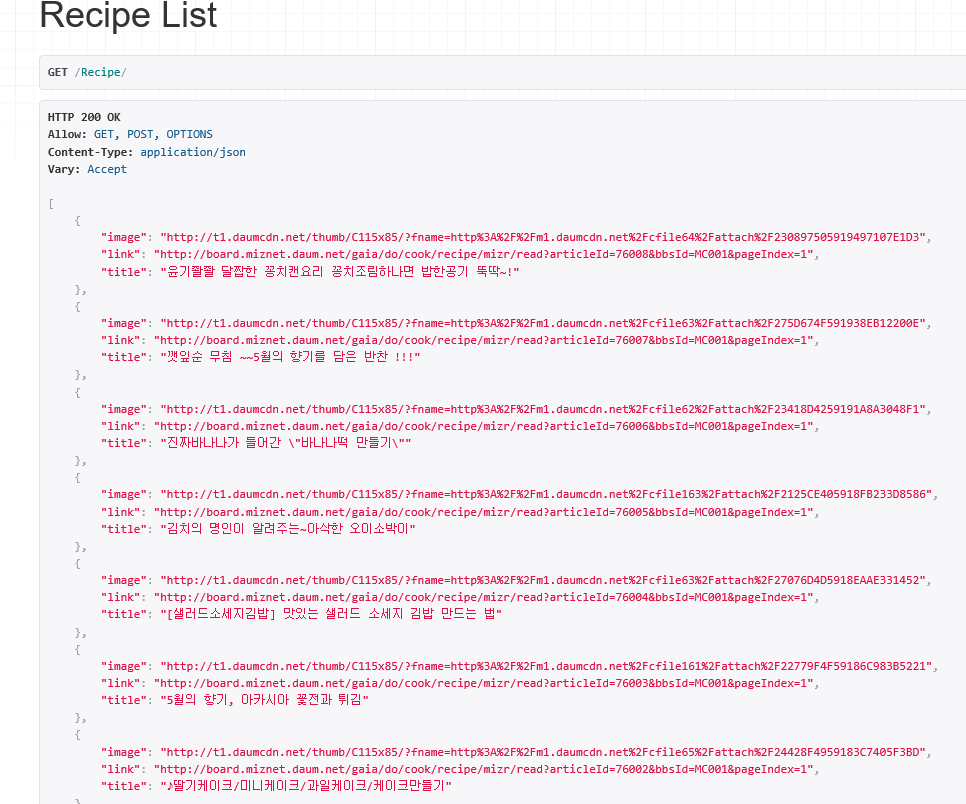 Recipe List
GET /Recipe/
HTTP 200 OK
Allow: GET, POST, OPTIONS
Content-Type: application/json
Vary: Accept
[
{
"image": "http://t1.daumcdn.net/thumb/C115x85/?fname=http%3A%2F%2Fm1.daumcdn.net%2Fcfile64%2Fattach%2F230897505919497107E1D3",
"link": "http://board.miznet.daum.net/gaia/do/cook/recipe/mizr/read?articleId=76008&bbsId=MC001&pageIndex=1",
"title": "윤기좔좔 달짭한 꽁치캔요리 꽁치조림하나면 밥한공기 뚝딱~!"
},
{
"image": "http://t1.daumcdn.net/thumb/C115x85/?fname=http%3A%2F%2Fm1.daumcdn.net%2Fcfile63%2Fattach%2F275D674F591938EB12200E",
"link": "http://board.miznet.daum.net/gaia/do/cook/recipe/mizr/read?articleId=76007&bbsId=MC001&pageIndex=1",
"title": "깻잎순 무침 ~~5월의 향기를 담은 반찬 !!!"
},
{
"image": "http://t1.daumcdn.net/thumb/C115x85/?fname=http%3A%2F%2Fm1.daumcdn.net%2Fcfile62%2Fattach%2F23418D4259191A8A3048F1",
"link": "http://board.miznet.daum.net/gaia/do/cook/recipe/mizr/read?articleId=76006&bbsId=MC001&pageIndex=1",
"title": "진짜바나나가 들어간 \"바나나떡 만들기\""
},
{
"image": "http://t1.daumcdn.net/thumb/C115x85/?fname=http%3A%2F%2Fm1.daumcdn.net%2Fcfile163%2Fattach%2F2125CE405918FB233D8586",
"link": "http://board.miznet.daum.net/gaia/do/cook/recipe/mizr/read?articleId=76005&bbsId=MC001&pageIndex=1",
"title": "김치의 명인이 알려주는~아삭한 오이소박이"
},
{
"image": "http://t1.daumcdn.net/thumb/C115x85/?fname=http%3A%2F%2Fm1.daumcdn.net%2Fcfile63%2Fattach%2F27076D4D5918EAAE331452",
"link": "http://board.miznet.daum.net/gaia/do/cook/recipe/mizr/read?articleId=76004&bbsId=MC001&pageIndex=1",
"title": "[샐러드소세지김밥] 맛있는 샐러드 소세지 김밥 만드는 법"
},
{
"image": "http://t1.daumcdn.net/thumb/C115x85/?fname=http%3A%2F%2Fm1.daumcdn.net%2Fcfile161%2Fattach%2F22779F4F59186C983B5221",
"link": "http://board.miznet.daum.net/gaia/do/cook/recipe/mizr/read?articleId=76003&bbsId=MC001&pageIndex=1",
"title": "5월의 향기, 아카시아 꽃전과 튀김"
},
{
"image": "http://t1.daumcdn.net/thumb/C115x85/?fname=http%3A%2F%2Fm1.daumcdn.net%2Fcfile65%2Fattach%2F24428F4959183C7405F3BD",
"link": "http://board.miznet.daum.net/gaia/do/cook/recipe/mizr/read?articleId=76002&bbsId=MC001&pageIndex=1",
"title": "♪딸기케이크/미니케이크/과일케이크/케이크만들기"
}